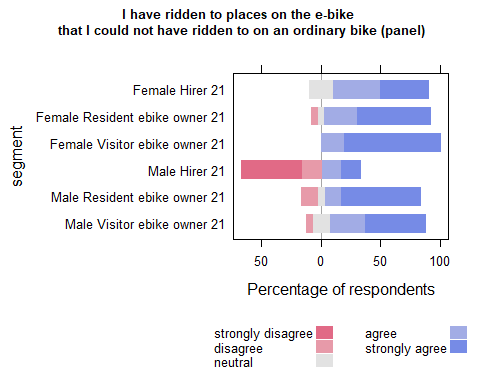 I have ridden to places on the e-bike
that I could not have ridden to on an ordinary bike (panel)
segment
Female Hirer 21
Female Resident ebike owner 21
Female Visitor ebike owner 21
Male Hirer 21
Male Resident ebike owner 21
Male Visitor ebike owner 21
50 0 50 100
Percentage of respondents
strongly disagree agree
disagree strongly agree
neutral